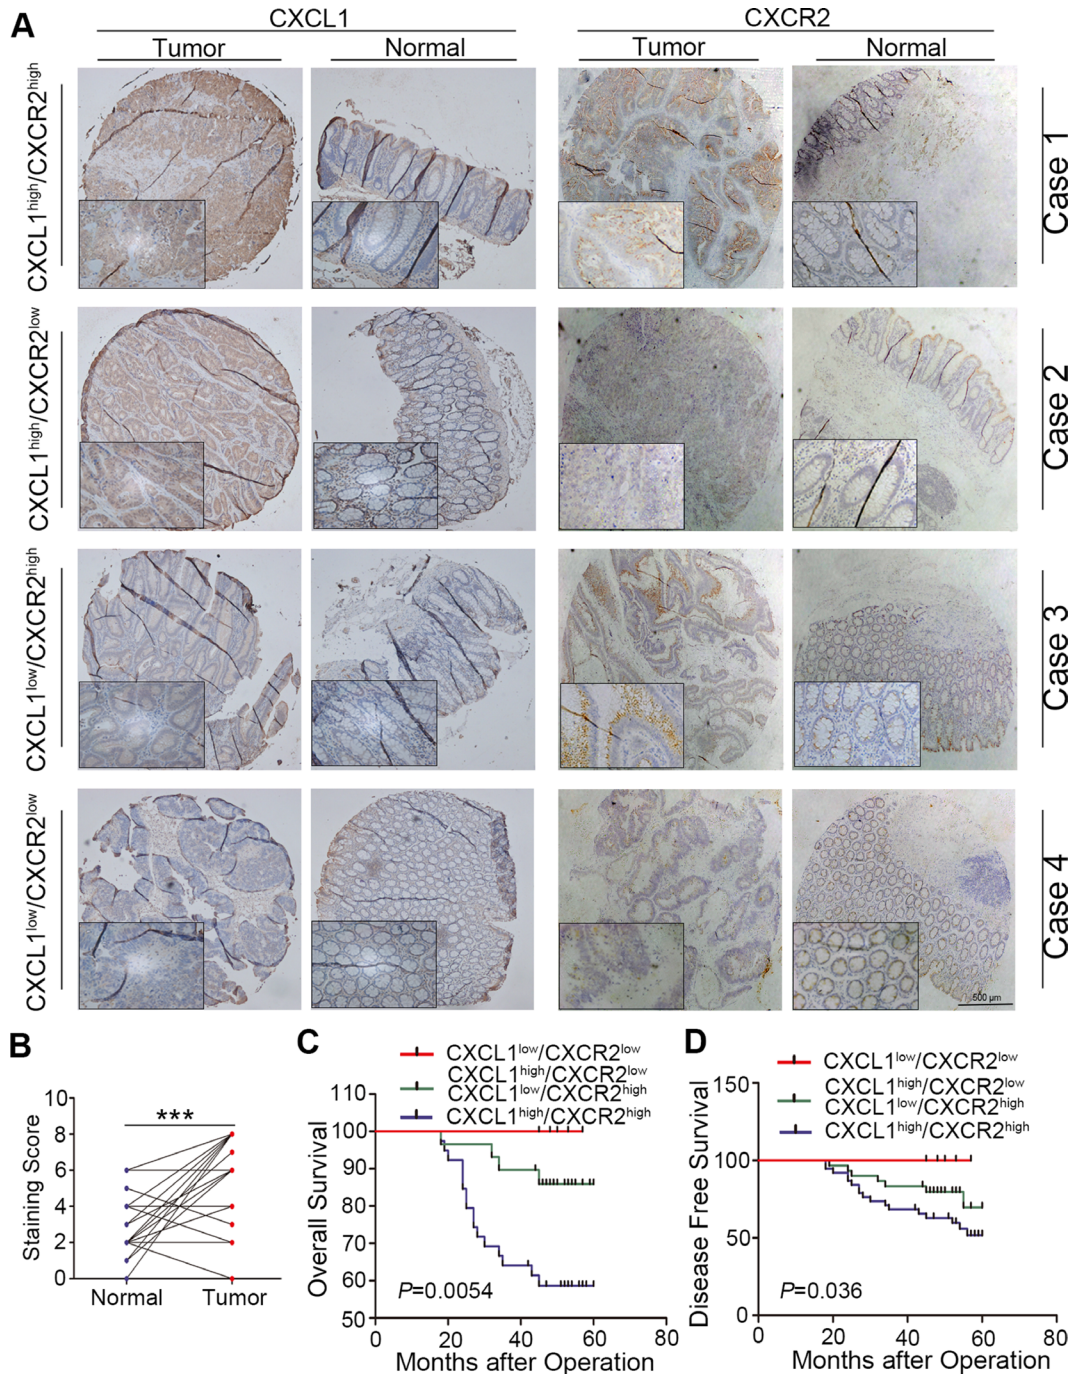 A
CXCL1
CXCR2
Tumor
Normal
Tumor
Normal
CXCL1high/CXCR2high
Case 1
CXCL1high/CXCR2low
Case 2
CXCL1low/CXCR2high
Case 3
CXCL1low/CXCR2low
Case 4
500 μm
B
***
Staining Score
10
8
6
4
2
0
Normal
Tumor
C
CXCL1low/CXCR2low
CXCL1high/CXCR2low
CXCL1low/CXCR2high
CXCL1high/CXCR2high
Overall Survival
110
100
90
80
70
60
50
P=0.0054
0
20
40
60
80
Months after Operation
D
CXCL1low/CXCR2low
CXCL1high/CXCR2low
CXCL1low/CXCR2high
CXCL1high/CXCR2high
Disease Free Survival
150
100
50
0
P=0.036
0
20
40
60
80
Months after Operation